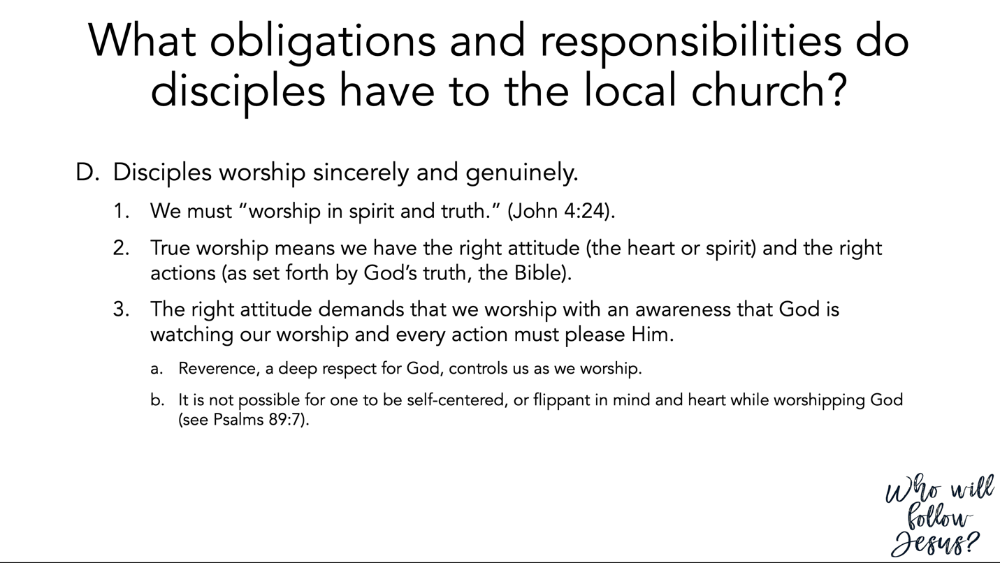 What obligations and responsibilities do
disciples have to the local church?
D. Disciples worship sincerely and genuinely.
1. We must “worship in spirit and truth.” (John 4:24).
2. True worship means we have the right attitude (the heart or spirit) and the right
actions (as set forth by God’s truth, the Bible).
3. The right attitude demands that we worship with an awareness that God is
watching our worship and every action must please Him.
a. Reverence, a deep respect for God, controls us as we worship.
b. It is not possible for one to be self-centered, or flippant in mind and heart while worshipping God
(see Psalms 89:7).
Who will
follow
Jesus?